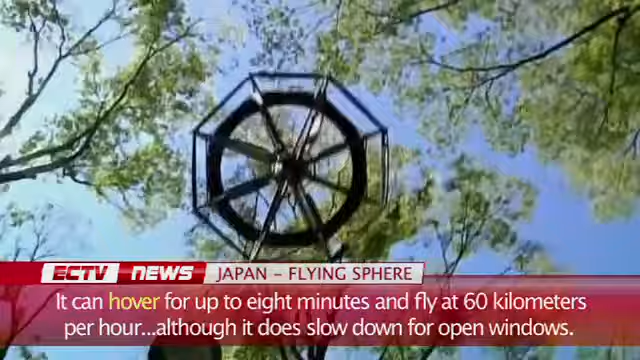 ECTV NEWS JAPAN – FLYING SPHERE
It can hover for up to eight minutes and fly at 60 kilometers
per hour...although it does slow down for open windows.